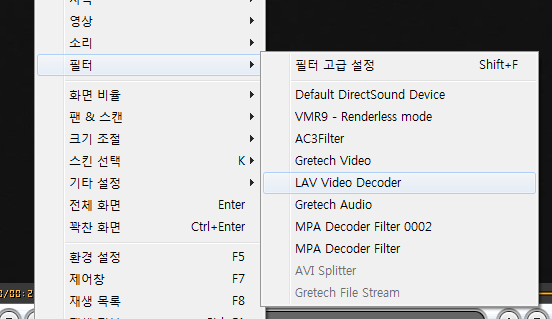 영상
소리
필터
화면 비율
팬 & 스캔
크기 조절
스킨 선택 K
기타 설정
전체 화면 Enter
꽉찬 화면 Ctrl+Enter
환경 설정 F5
제어창 F7
재생 목록 F8
필터 고급 설정 Shift+F
Default DirectSound Device
VMR9 - Renderless mode
AC3Filter
Gretech Video
LAV Video Decoder
Gretech Audio
MPA Decoder Filter 0002
MPA Decoder Filter
AVI Splitter
Gretech File Stream